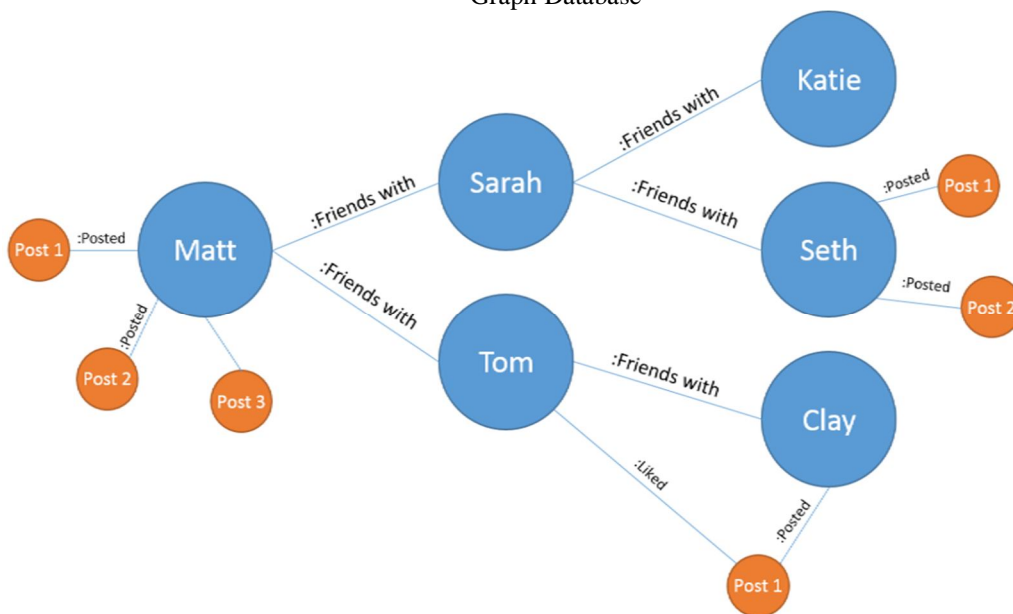 Graph Database
Katie
:Friends with
Sarah
:Friends with
:Posted
Post 1
:Friends with
Matt
:Posted
Post 1
Seth
:Posted
Post 2
:Friends with
:Posted
Post 2
Post 3
Tom
:Friends with
Clay
:Liked
:Posted
Post 1